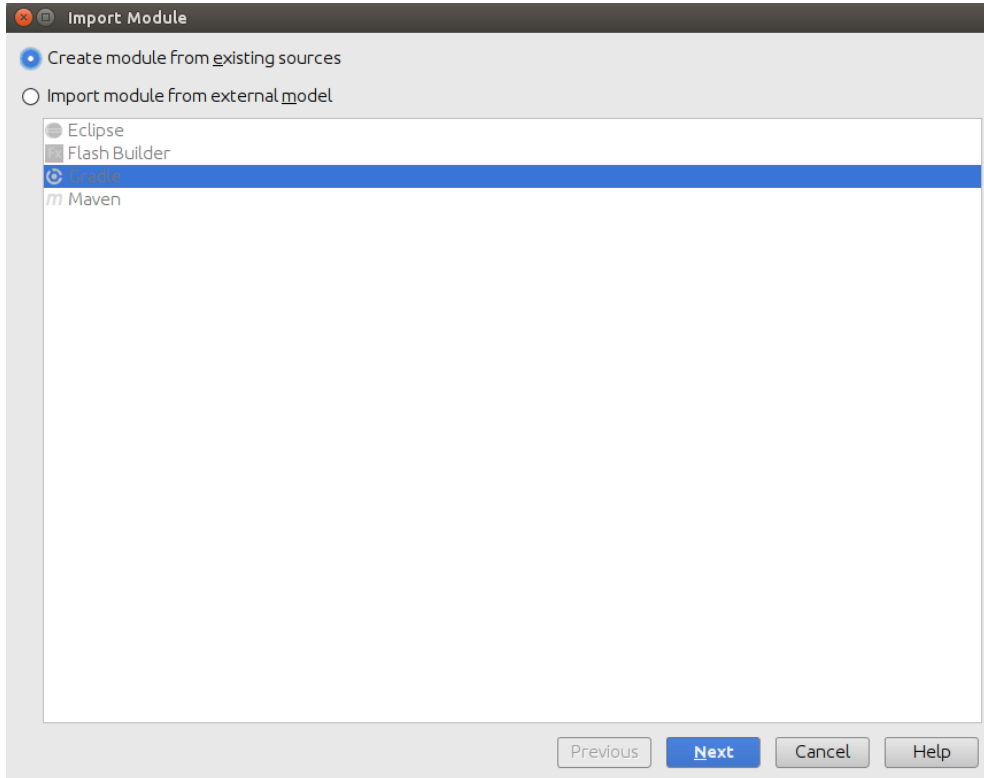 Import Module
Create module from existing sources
Import module from external model
Eclipse
Fx Flash Builder
Gradle
m Maven
Previous Next Cancel Help